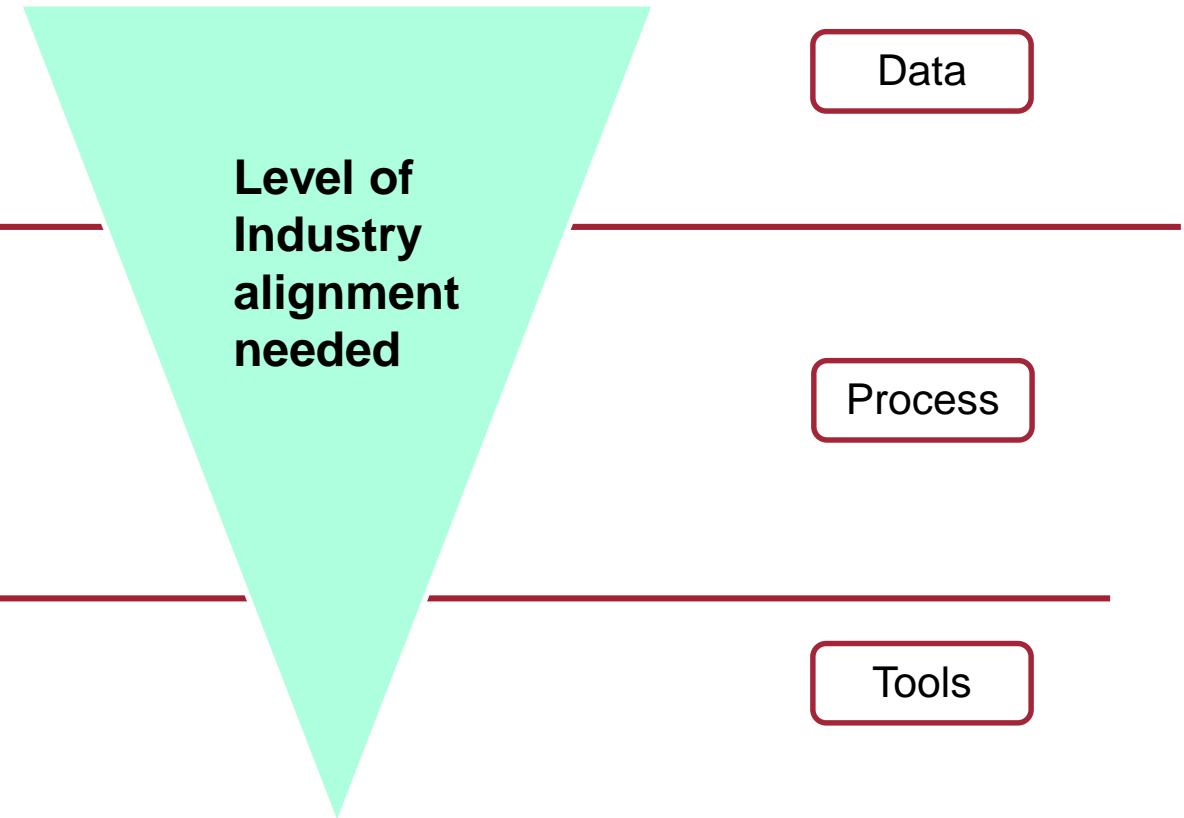 Data
Level of
Industry
alignment
needed
Process
Tools